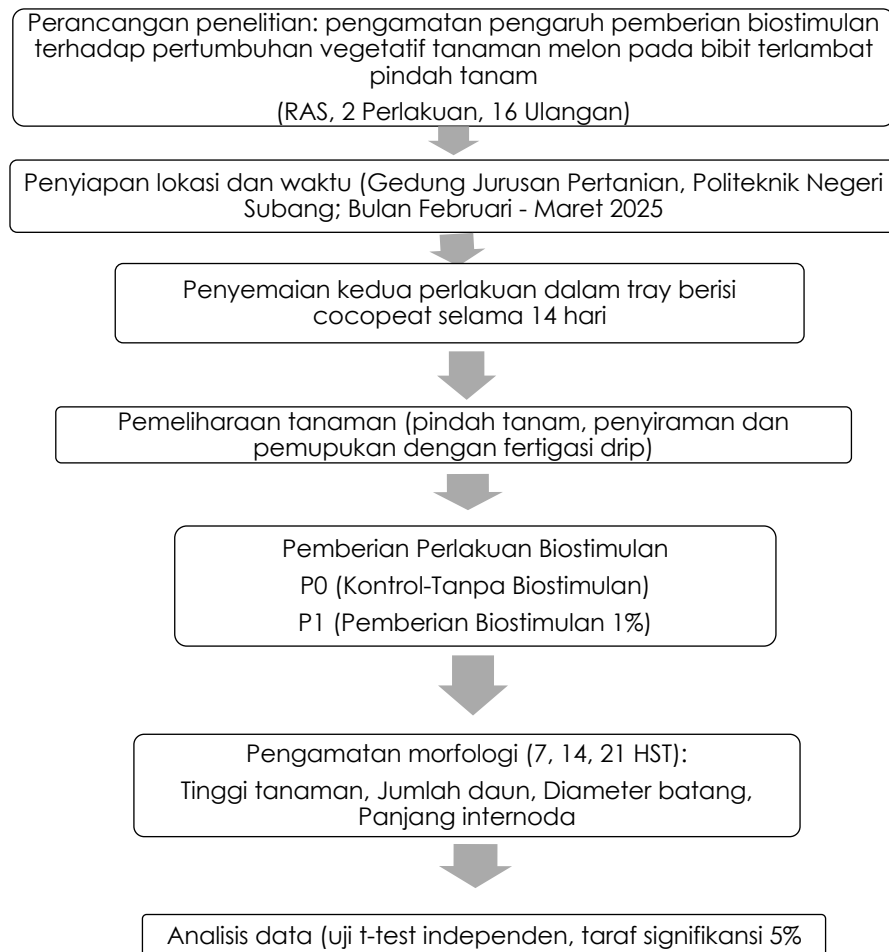 Perancangan penelitian: pengamatan pengaruh pemberian biostimulan
terhadap pertumbuhan vegetatif tanaman melon pada bibit terlambat
pindah tanam
(RAS, 2 Perlakuan, 16 Ulangan)
Penyiapan lokasi dan waktu (Gedung Jurusan Pertanian, Politeknik Negeri
Subang; Bulan Februari - Maret 2025
Penyemaian kedua perlakuan dalam tray berisi
cocopeat selama 14 hari
Pemeliharaan tanaman (pindah tanam, penyiraman dan
pemupukan dengan fertigasi drip)
Pemberian Perlakuan Biostimulan
P0 (Kontrol-Tanpa Biostimulan)
P1 (Pemberian Biostimulan 1%)
Pengamatan morfologi (7, 14, 21 HST):
Tinggi tanaman, Jumlah daun, Diameter batang,
Panjang internoda
Analisis data (uji t-test independen, taraf signifikansi 5%